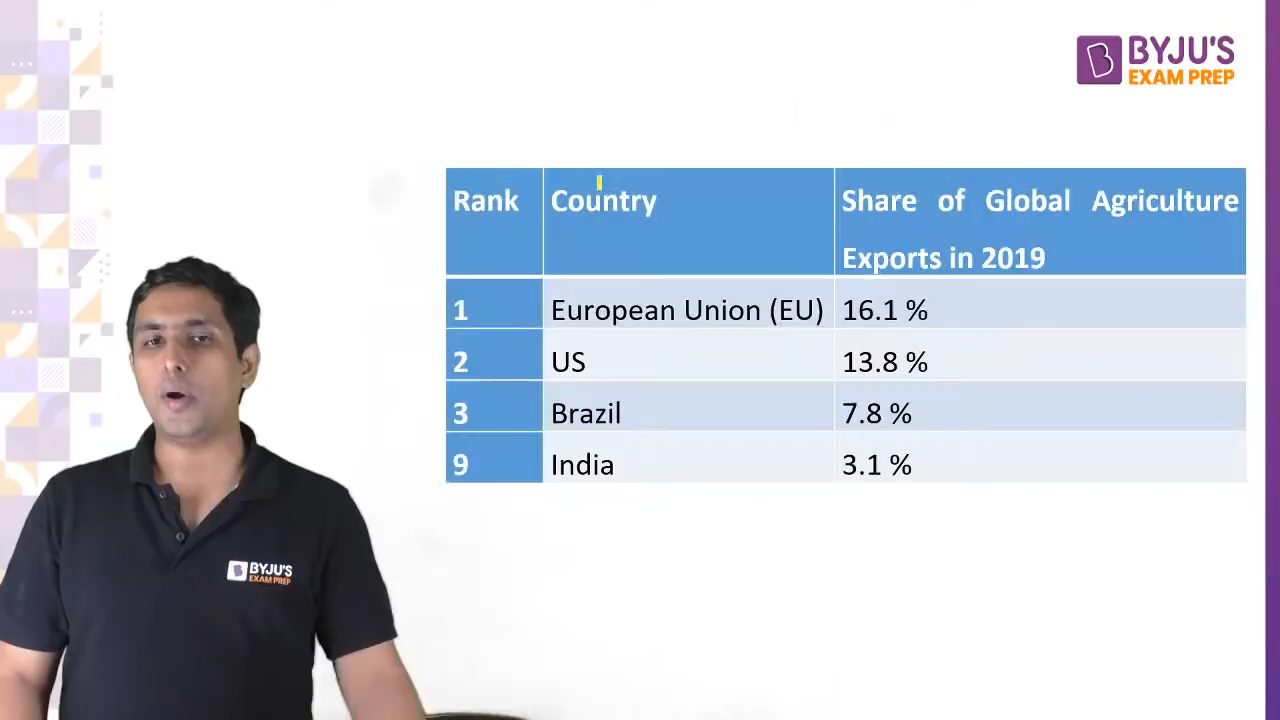 BYJU'S
EXAM PREP
Rank Country Share of Global Agriculture
Exports in 2019
1 European Union (EU) 16.1 %
2 US 13.8 %
3 Brazil 7.8 %
9 India 3.1 %
BYJU'S
EXAM PREP